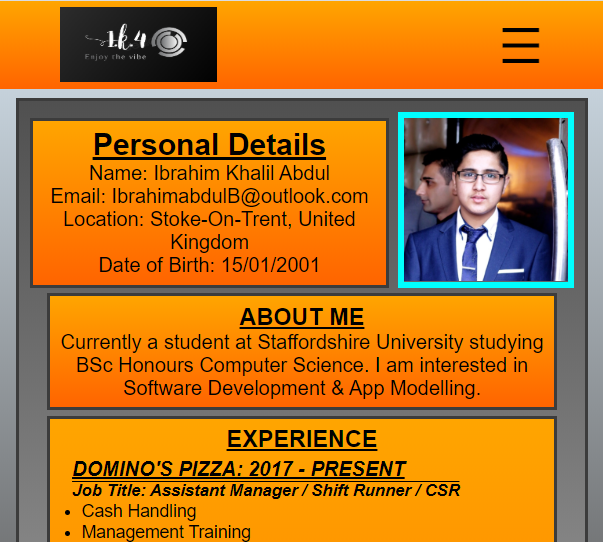 I.k.4
Enjoy the vibe
Personal Details
Name: Ibrahim Khalil Abdul
Email: IbrahimabdulB@outlook.com
Location: Stoke-On-Trent, United
Kingdom
Date of Birth: 15/01/2001
ABOUT ME
Currently a student at Staffordshire University studying
BSc Honours Computer Science. I am interested in
Software Development & App Modelling.
EXPERIENCE
DOMINO'S PIZZA: 2017 - PRESENT
Job Title: Assistant Manager / Shift Runner / CSR
• Cash Handling
• Management Training